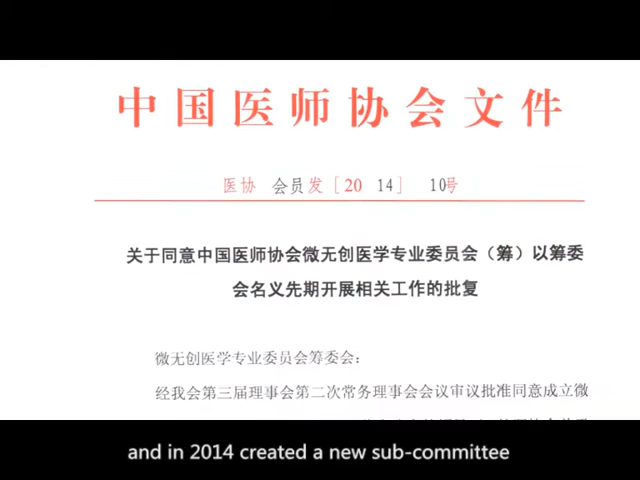 中国医师协会文件
医协 会员发［2014］ 10号
关于同意中国医师协会微无创医学专业委员会（筹）以筹委
会名义先期开展相关工作的批复
微无创医学专业委员会筹委会：
经我会第三届理事会第二次常务理事会会议审议批准同意成立微
and in 2014 created a new sub-committee